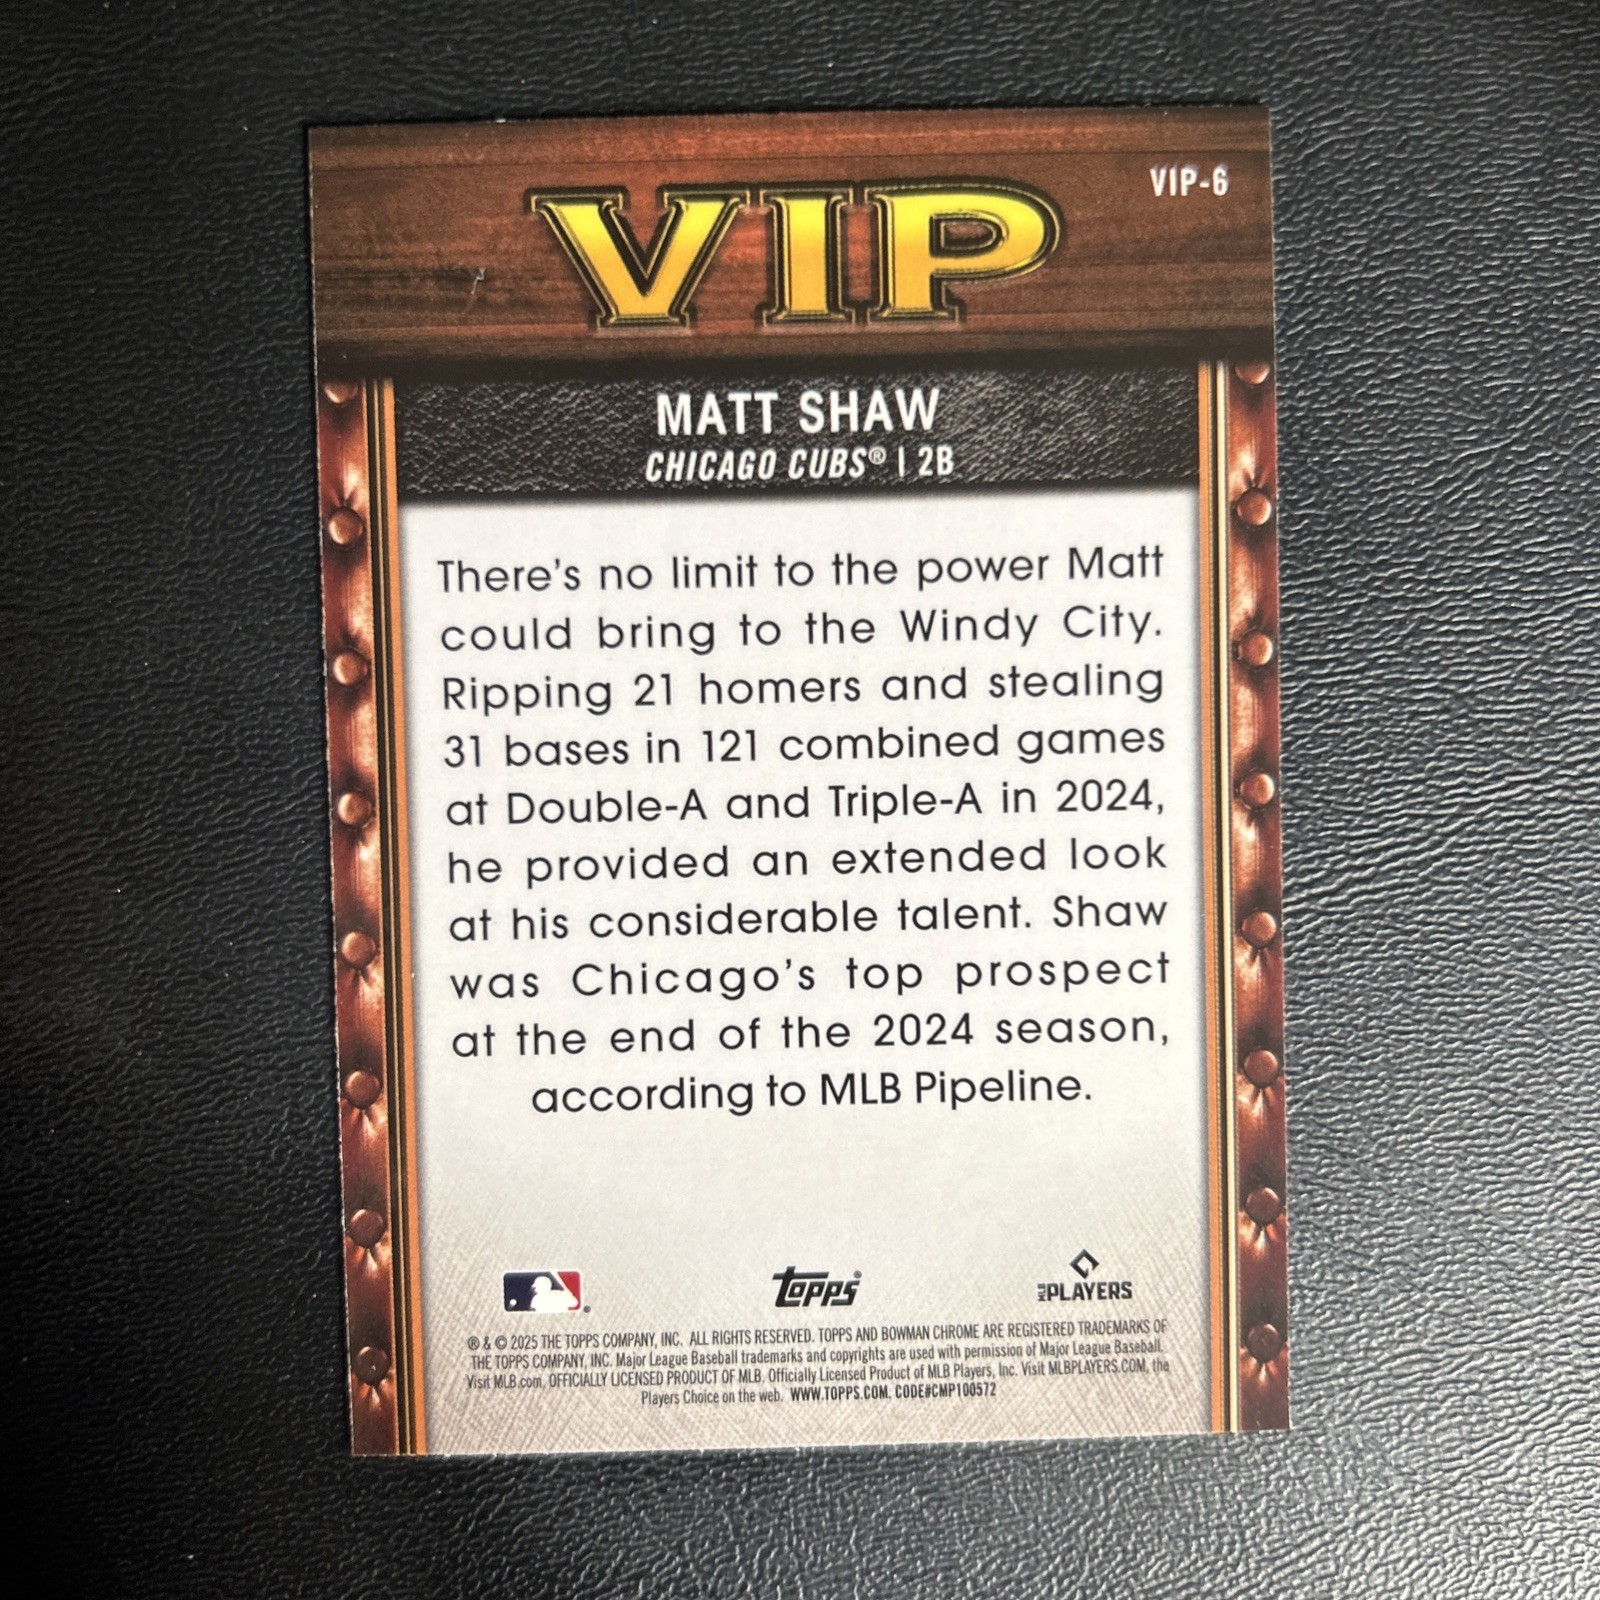 VIP-6
VIP
MATT SHAW
CHICAGO CUBS® | 2B
There's no limit to the power Matt
could bring to the Windy City.
Ripping 21 homers and stealing
31 bases in 121 combined games
at Double-A and Triple-A in 2024,
he provided an extended look
at his considerable talent. Shaw
was Chicago's top prospect
at the end of the 2024 season,
according to MLB Pipeline.
®
topps®
MLB PLAYERS
® & © 2025 THE TOPPS COMPANY, INC. ALL RIGHTS RESERVED. TOPPS AND BOWMAN CHROME ARE REGISTERED TRADEMARKS OF
THE TOPPS COMPANY, INC. Major League Baseball trademarks and copyrights are used with permission of Major League Baseball.
Visit MLB.com. OFFICIALLY LICENSED PRODUCT OF MLB. Officially Licensed Product of MLB Players, Inc. Visit MLBPLAYERS.COM, the
Players Choice on the web. WWW.TOPPS.COM. CODE#CMP100572